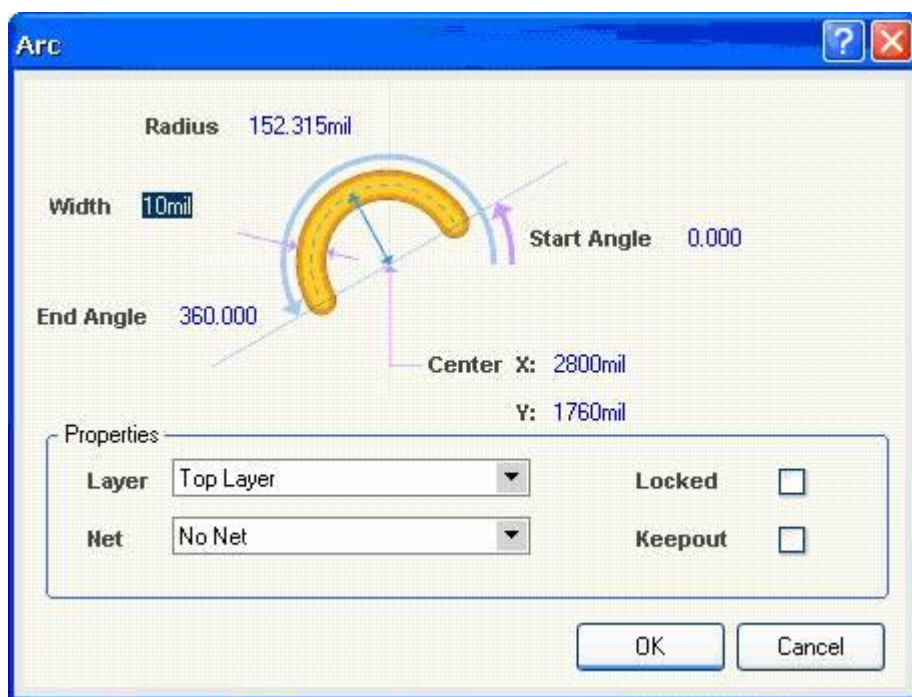 Arc
Radius 152.315mil
Width 10mil
Start Angle 0.000
End Angle 360.000
Center X: 2800mil
Y: 1760mil
Properties
Layer Top Layer Locked
Net No Net Keepout
OK Cancel